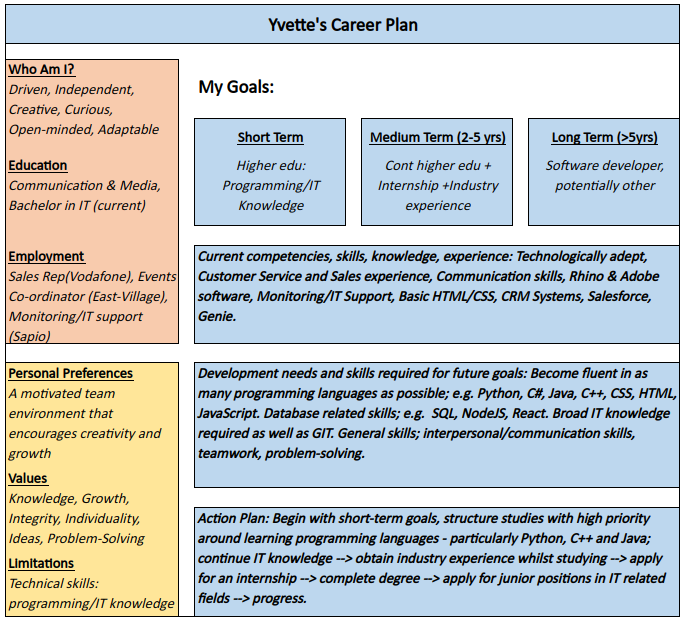 Yvette's Career Plan
Who Am I?
Driven, Independent,
Creative, Curious,
Open-minded, Adaptable
Education
Communication & Media,
Bachelor in IT (current)
Employment
Sales Rep(Vodafone), Events
Co-ordinator (East-Village),
Monitoring/IT support
(Sapio)
Personal Preferences
A motivated team
environment that
encourages creativity and
growth
Values
Knowledge, Growth,
Integrity, Individuality,
Ideas, Problem-Solving
Limitations
Technical skills:
programming/IT knowledge
My Goals:
Short Term
Higher edu:
Programming/IT
Knowledge
Medium Term (2-5 yrs)
Cont higher edu +
Internship +Industry
experience
Long Term (>5yrs)
Software developer,
potentially other
Current competencies, skills, knowledge, experience: Technologically adept,
Customer Service and Sales experience, Communication skills, Rhino & Adobe
software, Monitoring/IT Support, Basic HTML/CSS, CRM Systems, Salesforce,
Genie.
Development needs and skills required for future goals: Become fluent in as
many programming languages as possible; e.g. Python, C#, Java, C++, CSS, HTML,
JavaScript. Database related skills; e.g. SQL, NodeJS, React. Broad IT knowledge
required as well as GIT. General skills; interpersonal/communication skills,
teamwork, problem-solving.
Action Plan: Begin with short-term goals, structure studies with high priority
around learning programming languages - particularly Python, C++ and Java;
continue IT knowledge --> obtain industry experience whilst studying --> apply
for an internship --> complete degree --> apply for junior positions in IT related
fields --> progress.